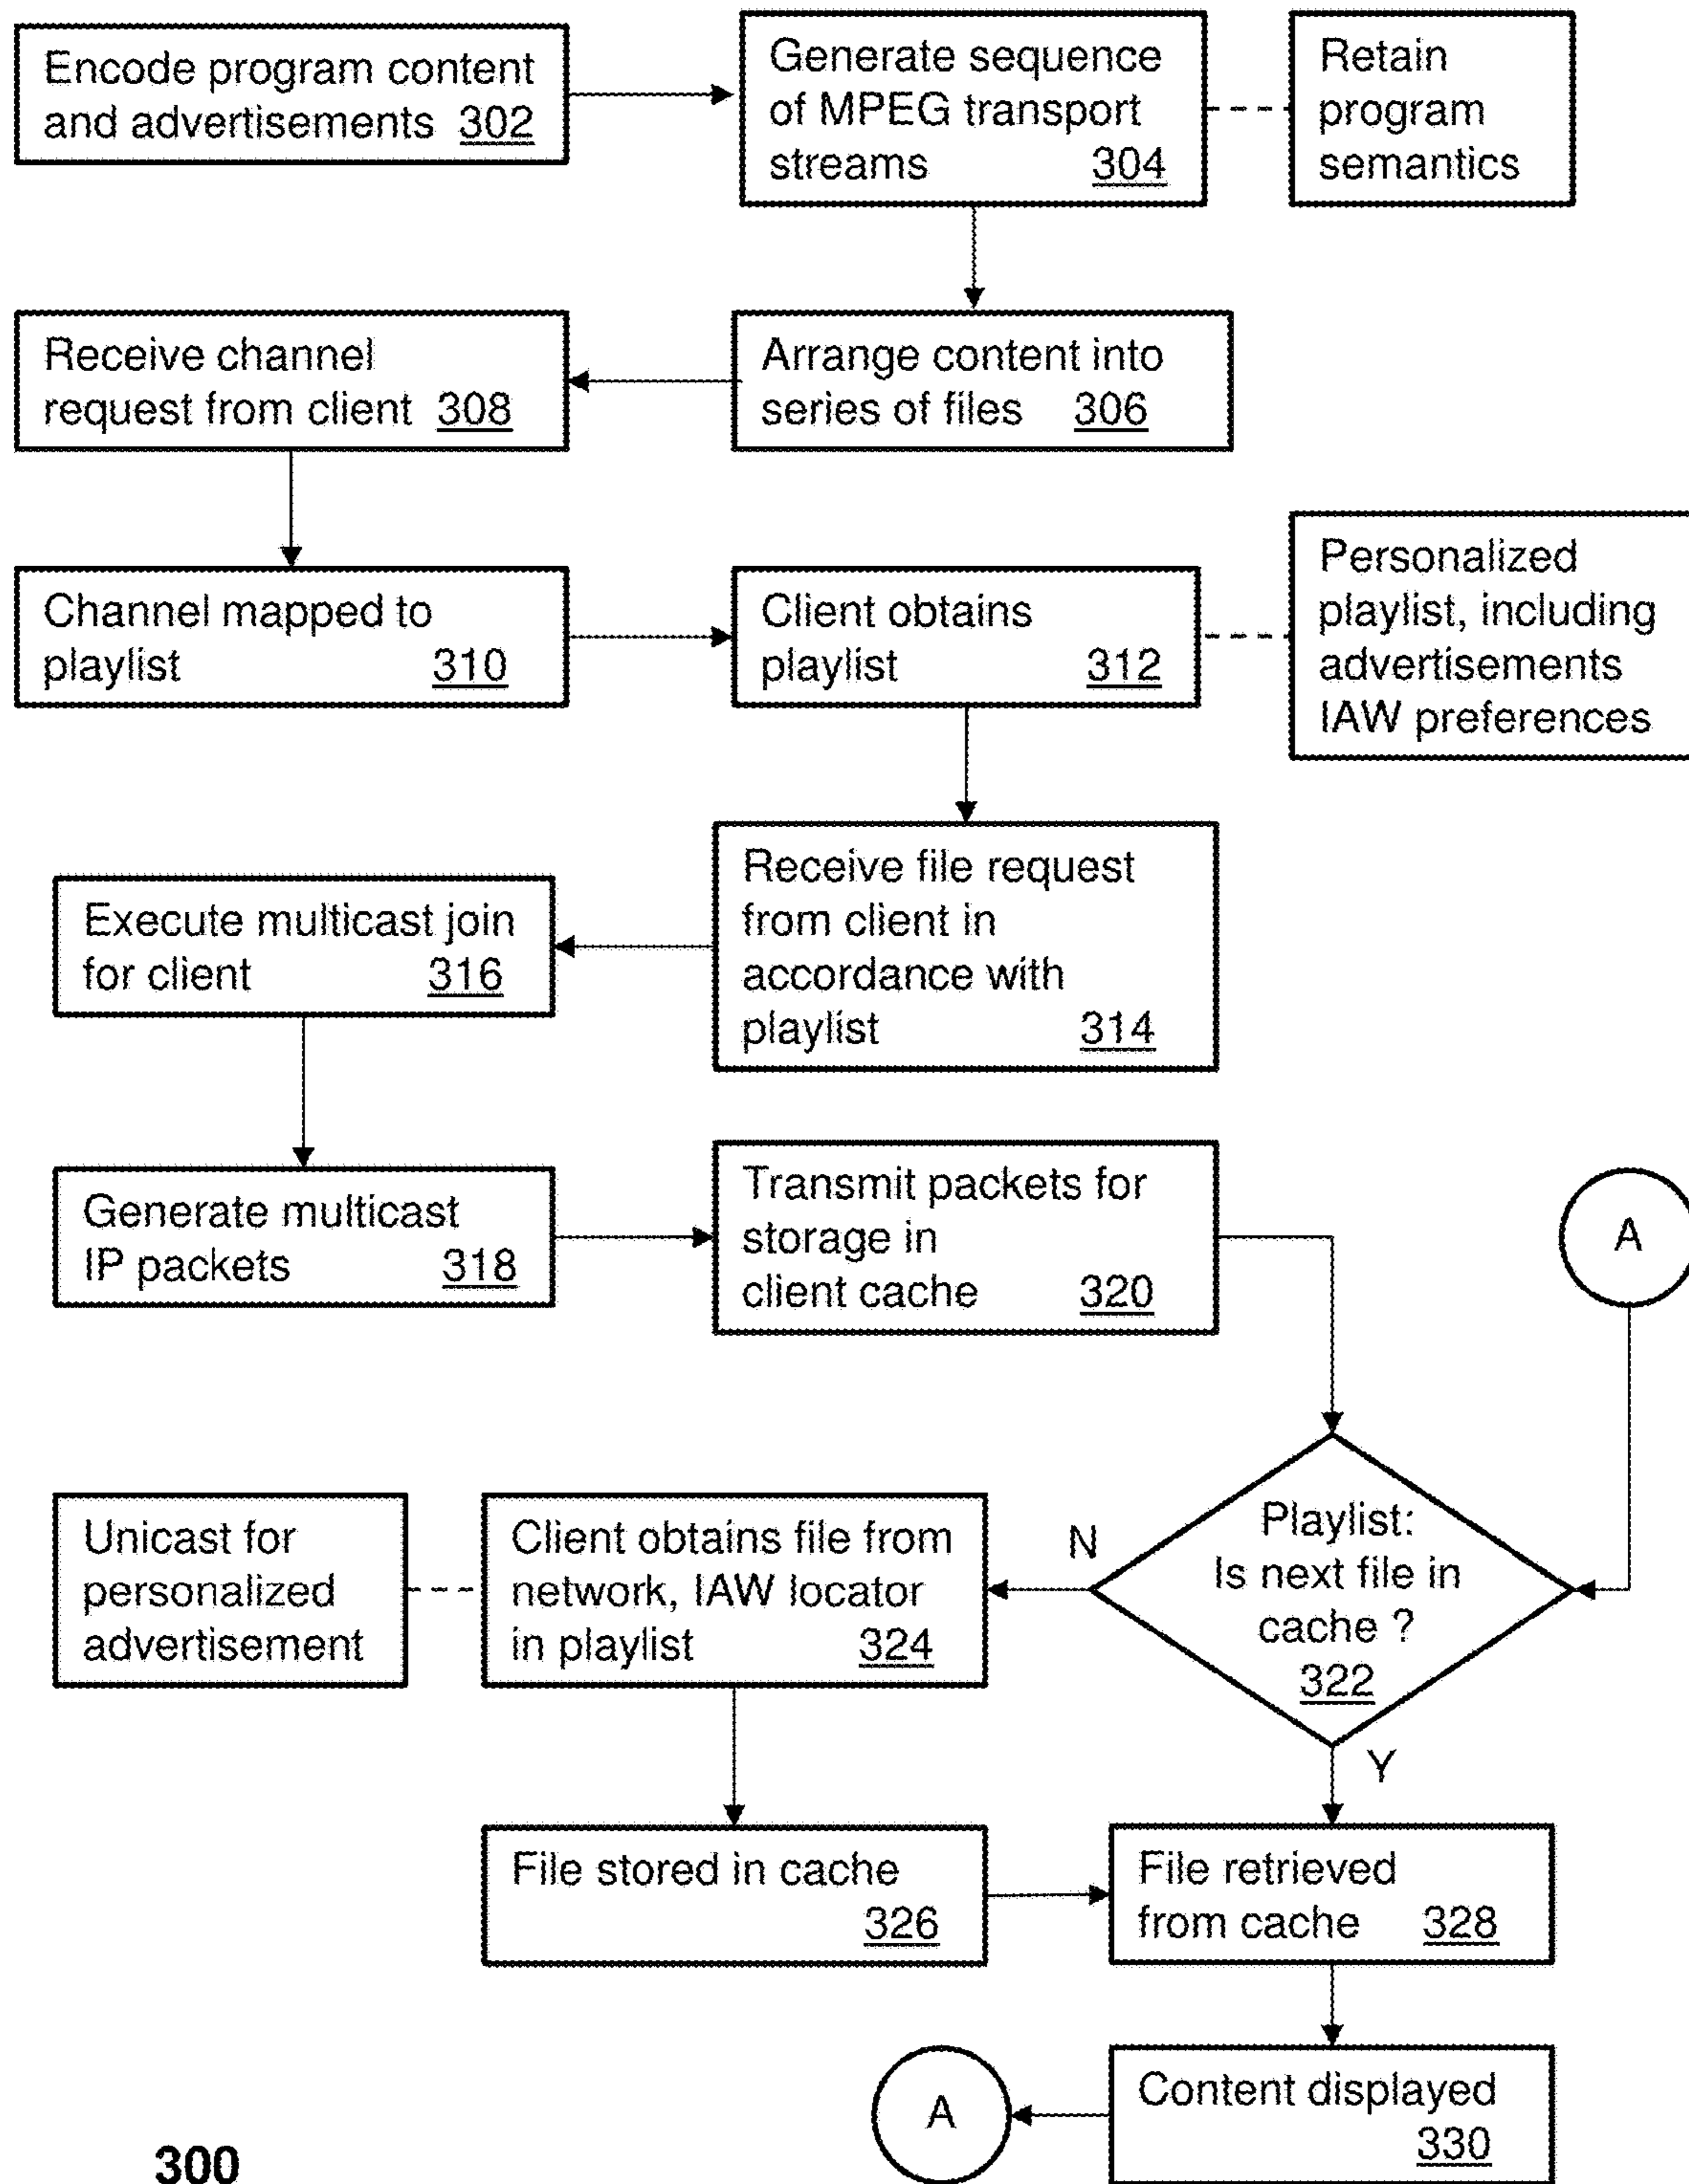 Encode program content
and advertisements 302
Generate sequence
of MPEG transport
streams 304
Retain
program
semantics
Receive channel
request from client 308
Arrange content into
series of files 306
Channel mapped to
playlist 310
Client obtains
playlist 312
Personalized
playlist, including
advertisements
IAW preferences
Receive file request
from client in
accordance with
playlist 314
Execute multicast join
for client 316
Generate multicast
IP packets 318
Transmit packets for
storage in
client cache 320
A
Playlist:
Is next file in
cache ?
322
N
Y
Client obtains file from
network, IAW locator
in playlist 324
Unicast for
personalized
advertisement
File stored in cache
326
File retrieved
from cache 328
Content displayed
330
A
300